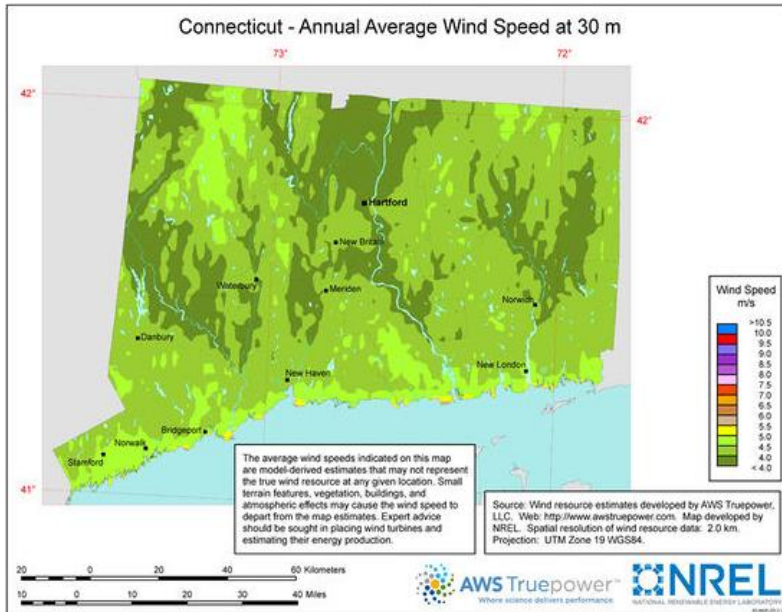 Connecticut - Annual Average Wind Speed at 30 m
73°
72°
42°
42°
Hartford
New Britain
Waterbury
Meriden
Norwich
Danbury
New Haven
New London
Bridgeport
Norwalk
Stamford
41°
Wind Speed
m/s
>10.5
10.0
9.5
9.0
8.5
8.0
7.5
7.0
6.5
6.0
5.5
5.0
4.5
4.0
< 4.0
The average wind speeds indicated on this map
are model-derived estimates that may not represent
the true wind resource at any given location. Small
terrain features, vegetation, buildings, and
atmospheric effects may cause the wind speed to
depart from the map estimates. Expert advice
should be sought in placing wind turbines and
estimating their energy production.
Source: Wind resource estimates developed by AWS Truepower,
LLC. Web: http://www.awstruepower.com. Map developed by
NREL. Spatial resolution of wind resource data: 2.0 km.
Projection: UTM Zone 19 WGS84.
20 0 20 40 60 Kilometers
10 0 10 20 30 40 Miles
AWS Truepower™
Where science delivers performance.
NREL
NATIONAL RENEWABLE ENERGY LABORATORY